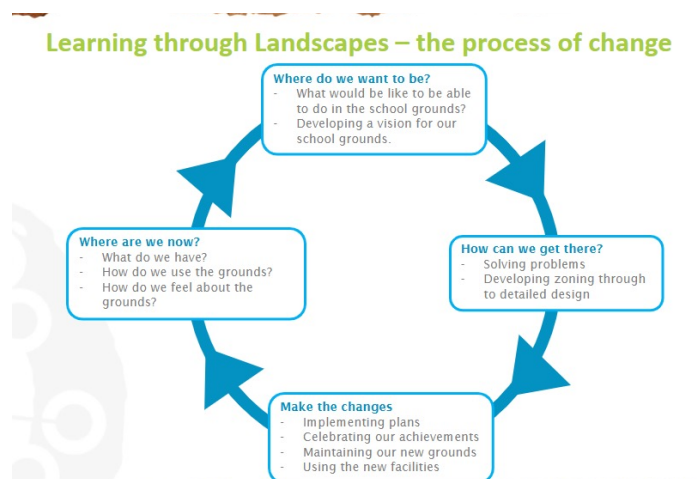 Learning through Landscapes – the process of change
Where do we want to be?
- What would be like to be able
to do in the school grounds?
- Developing a vision for our
school grounds.
Where are we now?
- What do we have?
- How do we use the grounds?
- How do we feel about the
grounds?
How can we get there?
- Solving problems
- Developing zoning through
to detailed design
Make the changes
- Implementing plans
- Celebrating our achievements
- Maintaining our new grounds
- Using the new facilities